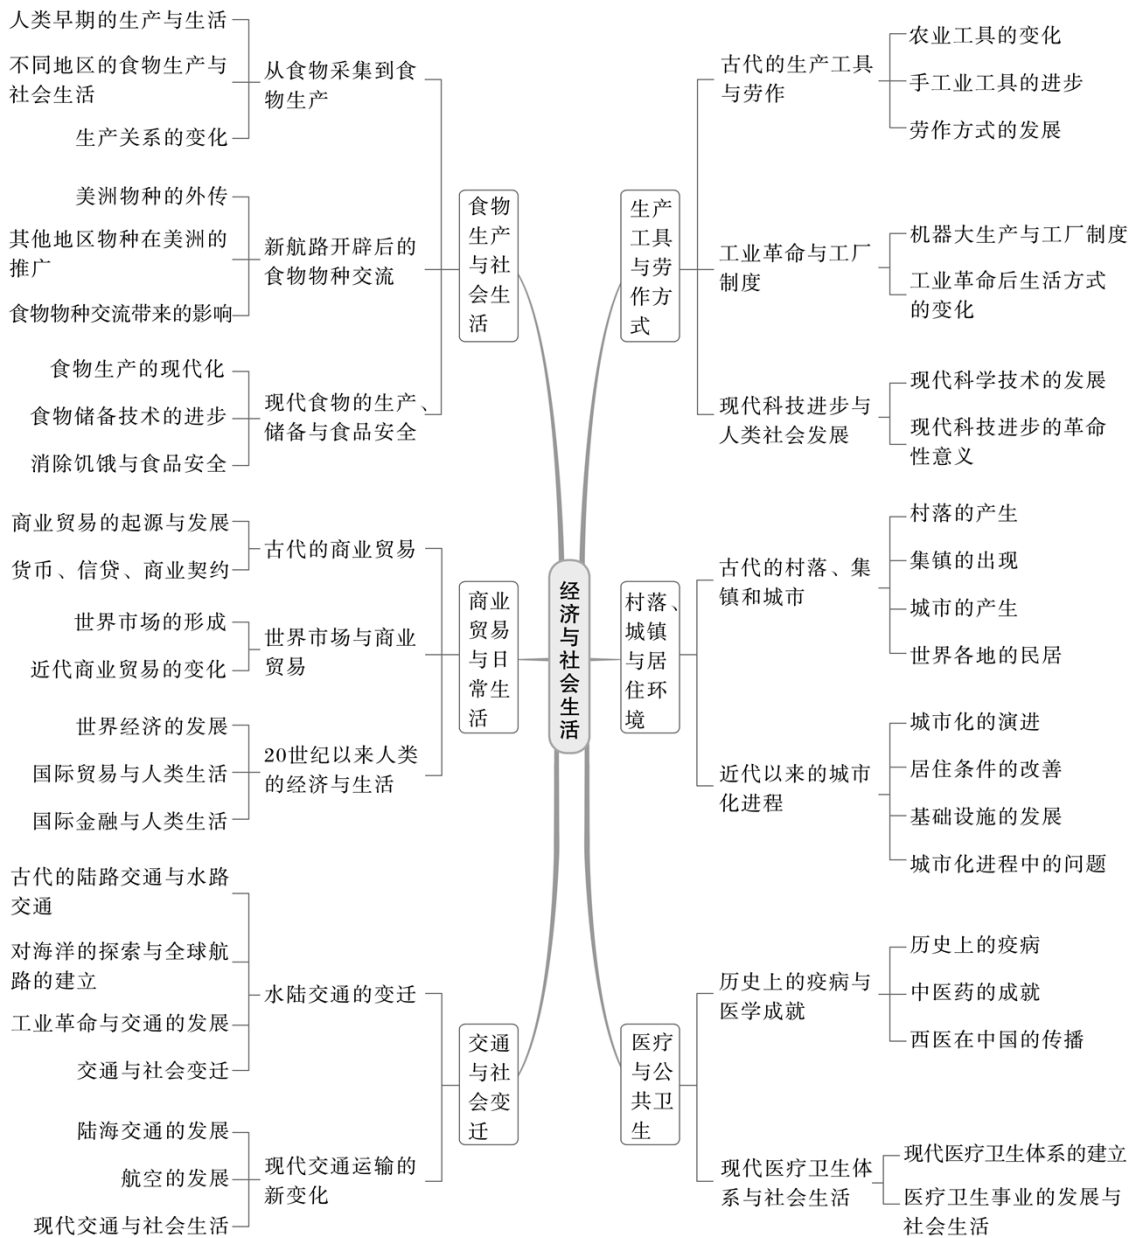 经济与社会生活
食物
生产
与社
会生
活
从食物采集到食
物生产
人类早期的生产与生活
不同地区的食物生产与
社会生活
生产关系的变化
新航路开辟后的
食物物种交流
美洲物种的外传
其他地区物种在美洲的
推广
食物物种交流带来的影响
现代食物的生产、
储备与食品安全
食物生产的现代化
食物储备技术的进步
消除饥饿与食品安全
商业
贸易
与日
常生
活
古代的商业贸易
商业贸易的起源与发展
货币、信贷、商业契约
世界市场与商业
贸易
世界市场的形成
近代商业贸易的变化
20世纪以来人类
的经济与生活
世界经济的发展
国际贸易与人类生活
国际金融与人类生活
交通
与社
会变
迁
水陆交通的变迁
古代的陆路交通与水路
交通
对海洋的探索与全球航
路的建立
工业革命与交通的发展
交通与社会变迁
现代交通运输的
新变化
陆海交通的发展
航空的发展
现代交通与社会生活
生产
工具
与劳
作方
式
古代的生产工具
与劳作
农业工具的变化
手工业工具的进步
劳作方式的发展
工业革命与工厂
制度
机器大生产与工厂制度
工业革命后生活方式
的变化
现代科技进步与
人类社会发展
现代科学技术的发展
现代科技进步的革命
性意义
村落、
城镇
与居
住环
境
古代的村落、集
镇和城市
村落的产生
集镇的出现
城市的产生
世界各地的民居
近代以来的城市
化进程
城市化的演进
居住条件的改善
基础设施的发展
城市化进程中的问题
医疗
与公
共卫
生
历史上的疫病与
医学成就
历史上的疫病
中医药的成就
西医在中国的传播
现代医疗卫生体
系与社会生活
现代医疗卫生体系的建立
医疗卫生事业的发展与
社会生活